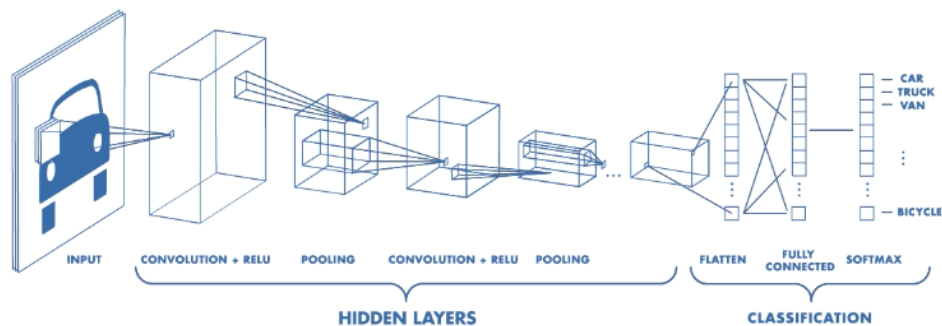 CAR
TRUCK
VAN
BICYCLE
INPUT
CONVOLUTION + RELU
POOLING
CONVOLUTION + RELU
POOLING
FLATTEN
FULLY
CONNECTED
SOFTMAX
HIDDEN LAYERS
CLASSIFICATION